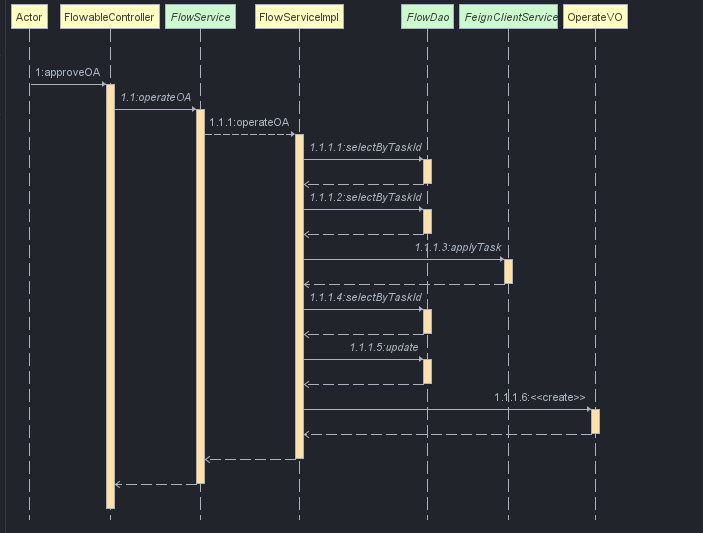 Actor
FlowableController
FlowService
FlowServiceImpl
FlowDao
FeignClientService
OperateVO
1:approveOA
1.1:operateOA
1.1.1:operateOA
1.1.1.1:selectByTaskId
1.1.1.2:selectByTaskId
1.1.1.3:applyTask
1.1.1.4:selectByTaskId
1.1.1.5:update
1.1.1.6:<<create>>